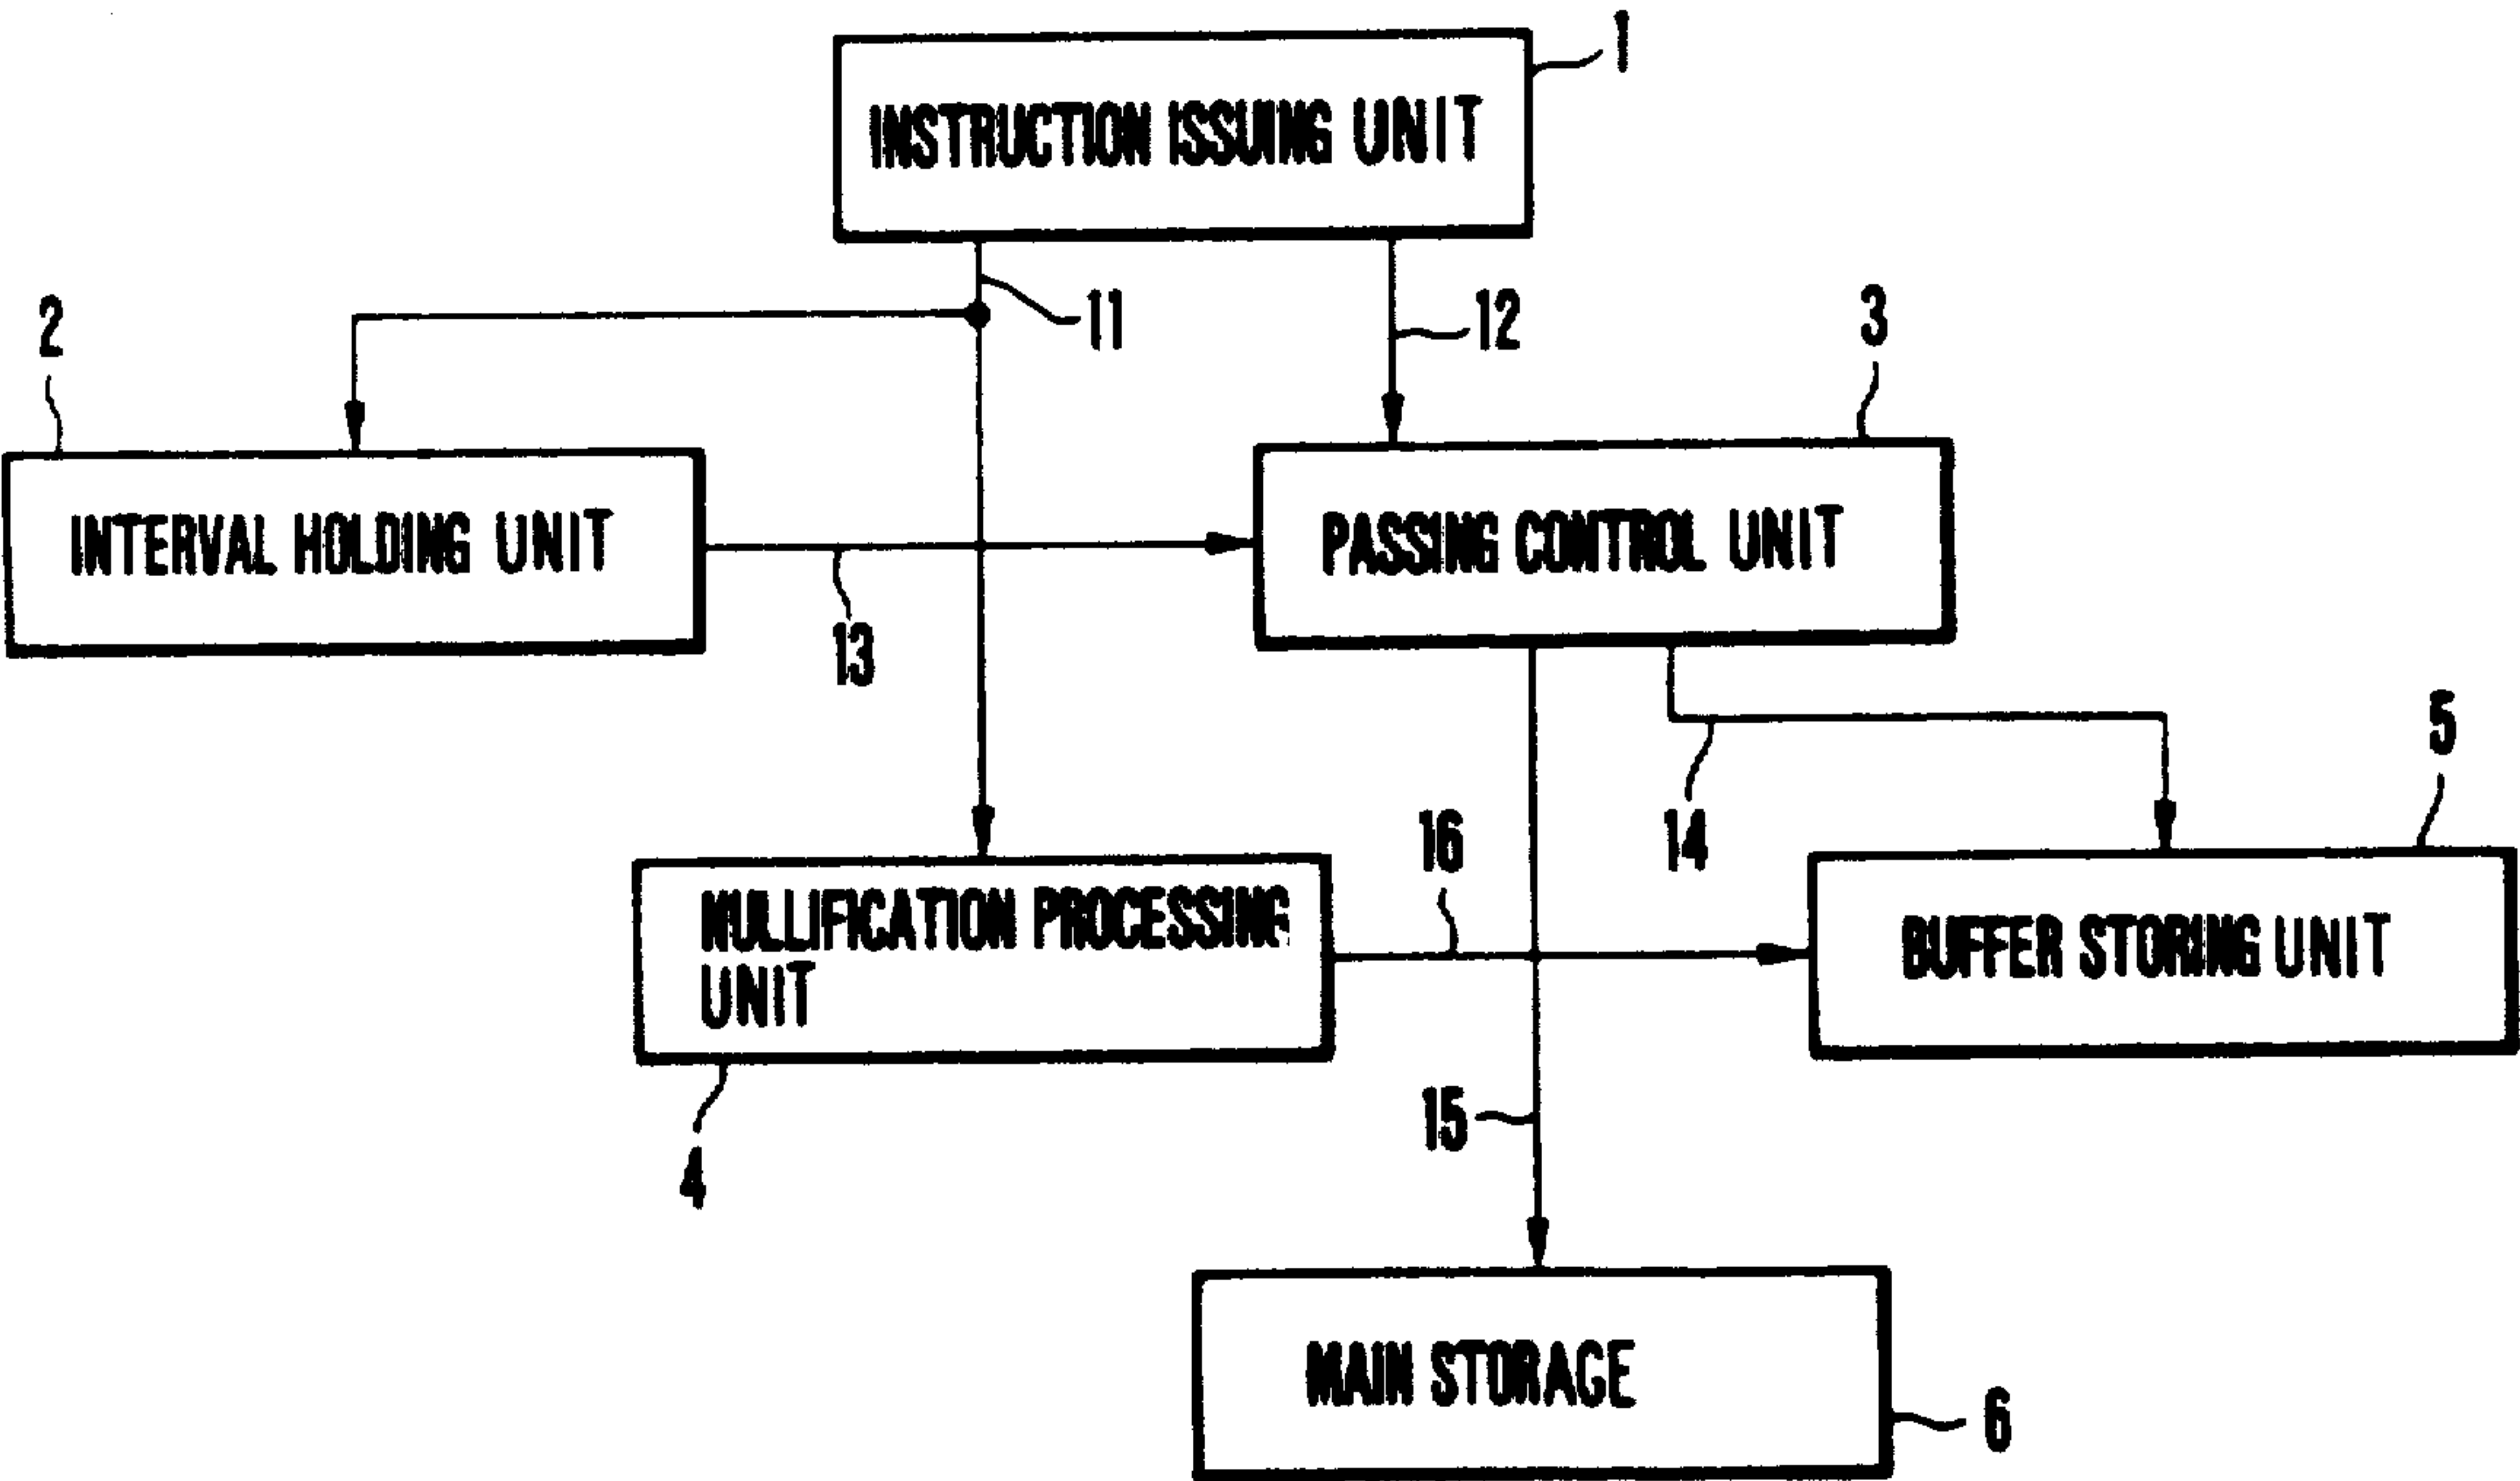 1
INSTRUCTION ISSUING UNIT
11
12
2
3
INTERVAL HOLDING UNIT
PASSING CONTROL UNIT
13
5
16
14
NULLIFICATION PROCESSING
UNIT
BUFFER STORING UNIT
15
4
MAIN STORAGE
6